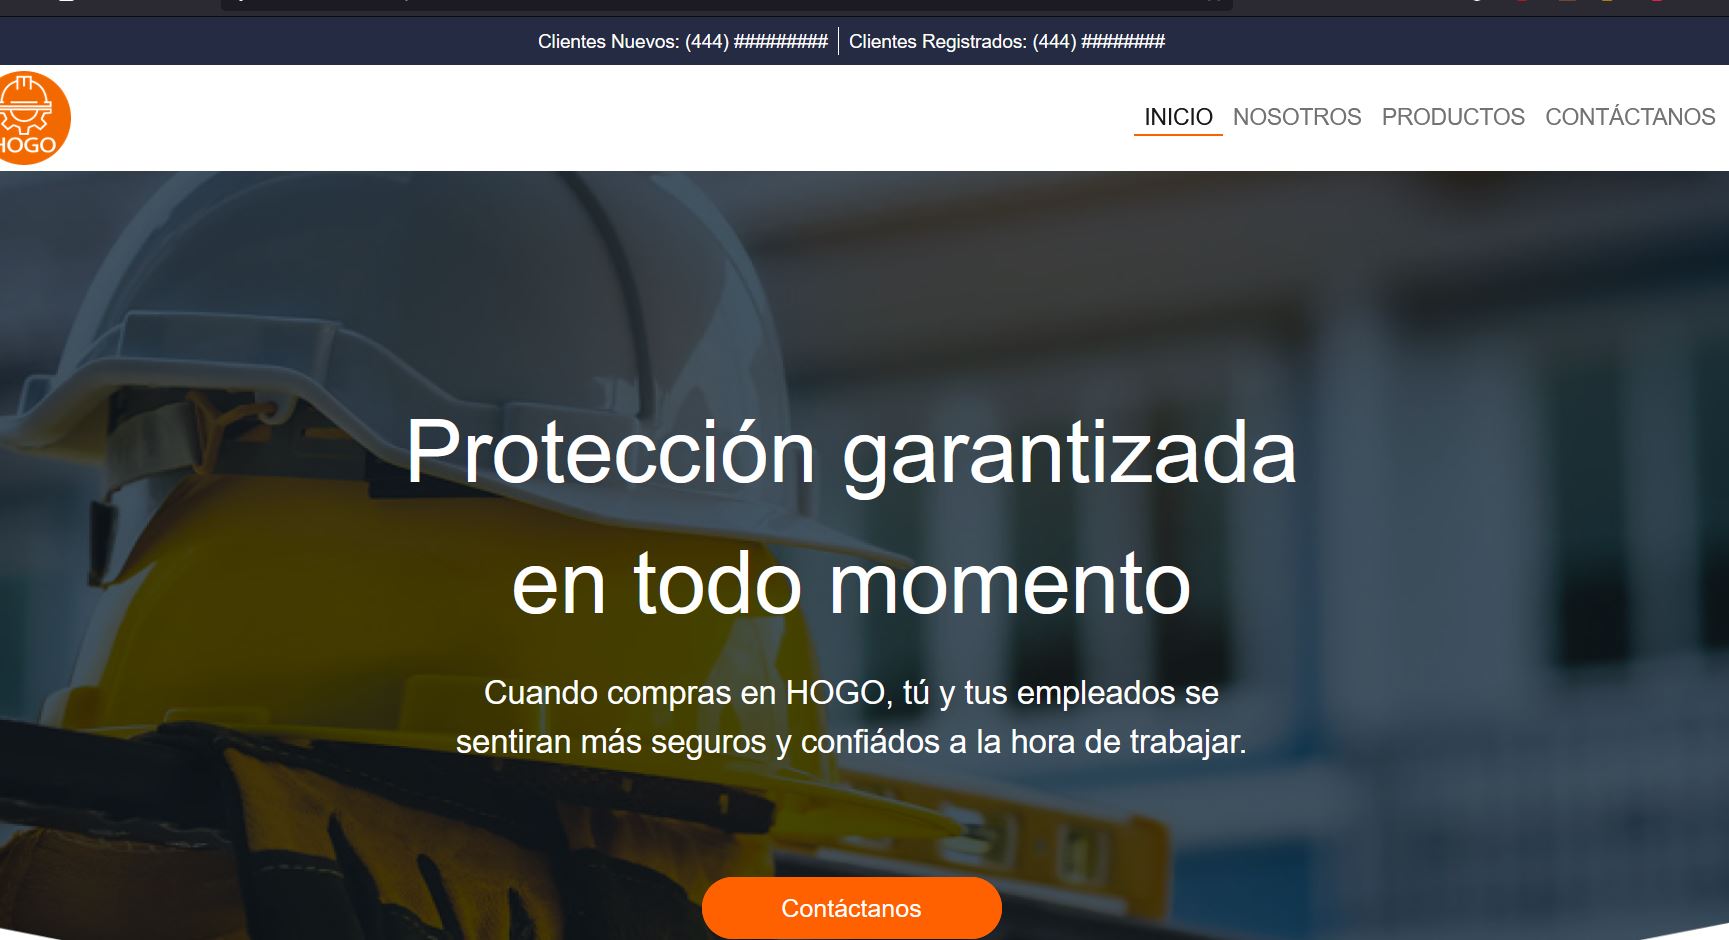 Clientes Nuevos: (444) ######### Clientes Registrados: (444) ########
HOGO
INICIO NOSOTROS PRODUCTOS CONTÁCTANOS
Protección garantizada
en todo momento
Cuando compras en HOGO, tú y tus empleados se
sentiran más seguros y confiádos a la hora de trabajar.
Contáctanos